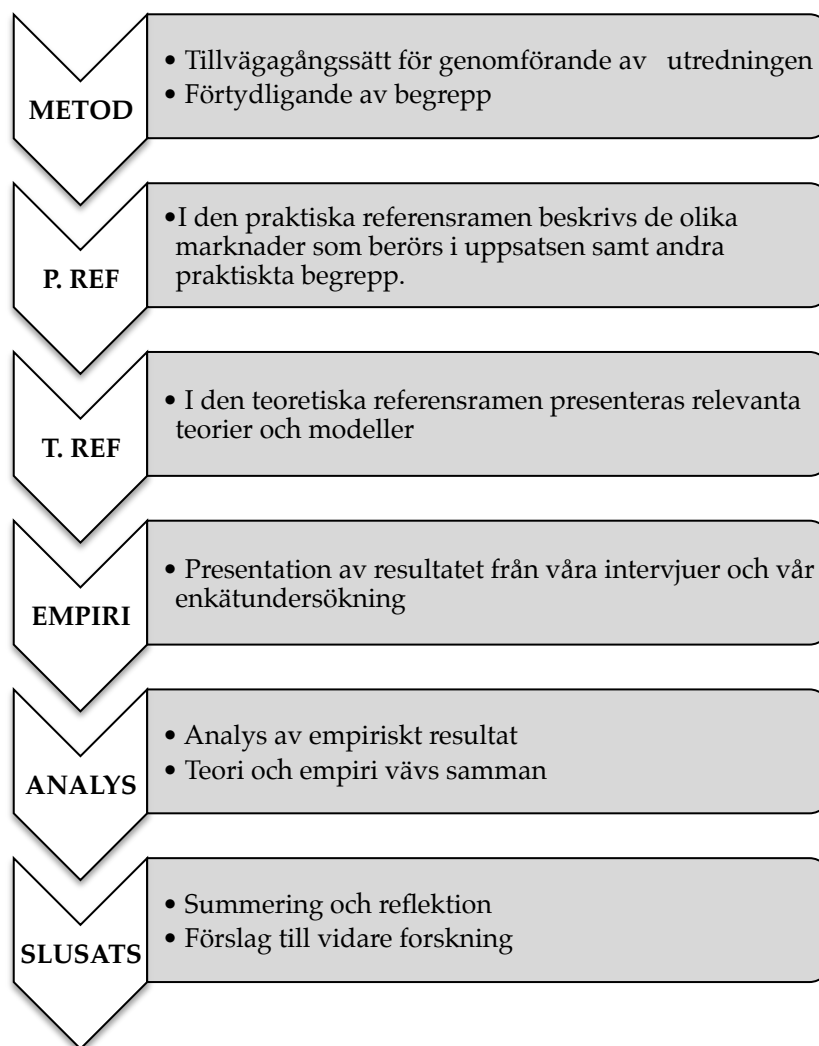 METOD
• Tillvägagångssätt för genomförande av utredningen
• Förtydligande av begrepp
P. REF
•I den praktiska referensramen beskrivs de olika
marknader som berörs i uppsatsen samt andra
praktiskta begrepp.
T. REF
• I den teoretiska referensramen presenteras relevanta
teorier och modeller
EMPIRI
• Presentation av resultatet från våra intervjuer och vår
enkätundersökning
ANALYS
• Analys av empiriskt resultat
• Teori och empiri vävs samman
SLUSATS
• Summering och reflektion
• Förslag till vidare forskning